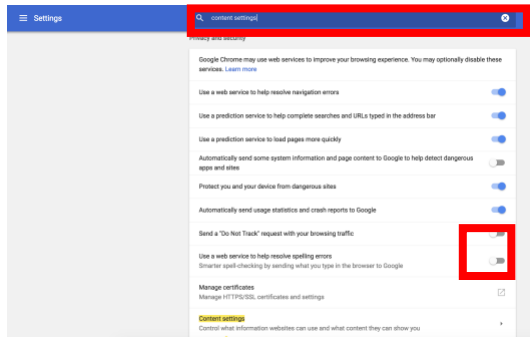 Settings
content settings
Privacy and security
Google Chrome may use web services to improve your browsing experience. You may optionally disable these
services. Learn more
Use a web service to help resolve navigation errors
Use a prediction service to help complete searches and URLs typed in the address bar
Use a prediction service to load pages more quickly
Automatically send some system information and page content to Google to help detect dangerous
apps and sites
Protect you and your device from dangerous sites
Automatically send usage statistics and crash reports to Google
Send a "Do Not Track" request with your browsing traffic
Use a web service to help resolve spelling errors
Smarter spell-checking by sending what you type in the browser to Google
Manage certificates
Manage HTTPS/SSL certificates and settings
Content settings
Control what information websites can use and what content they can show you